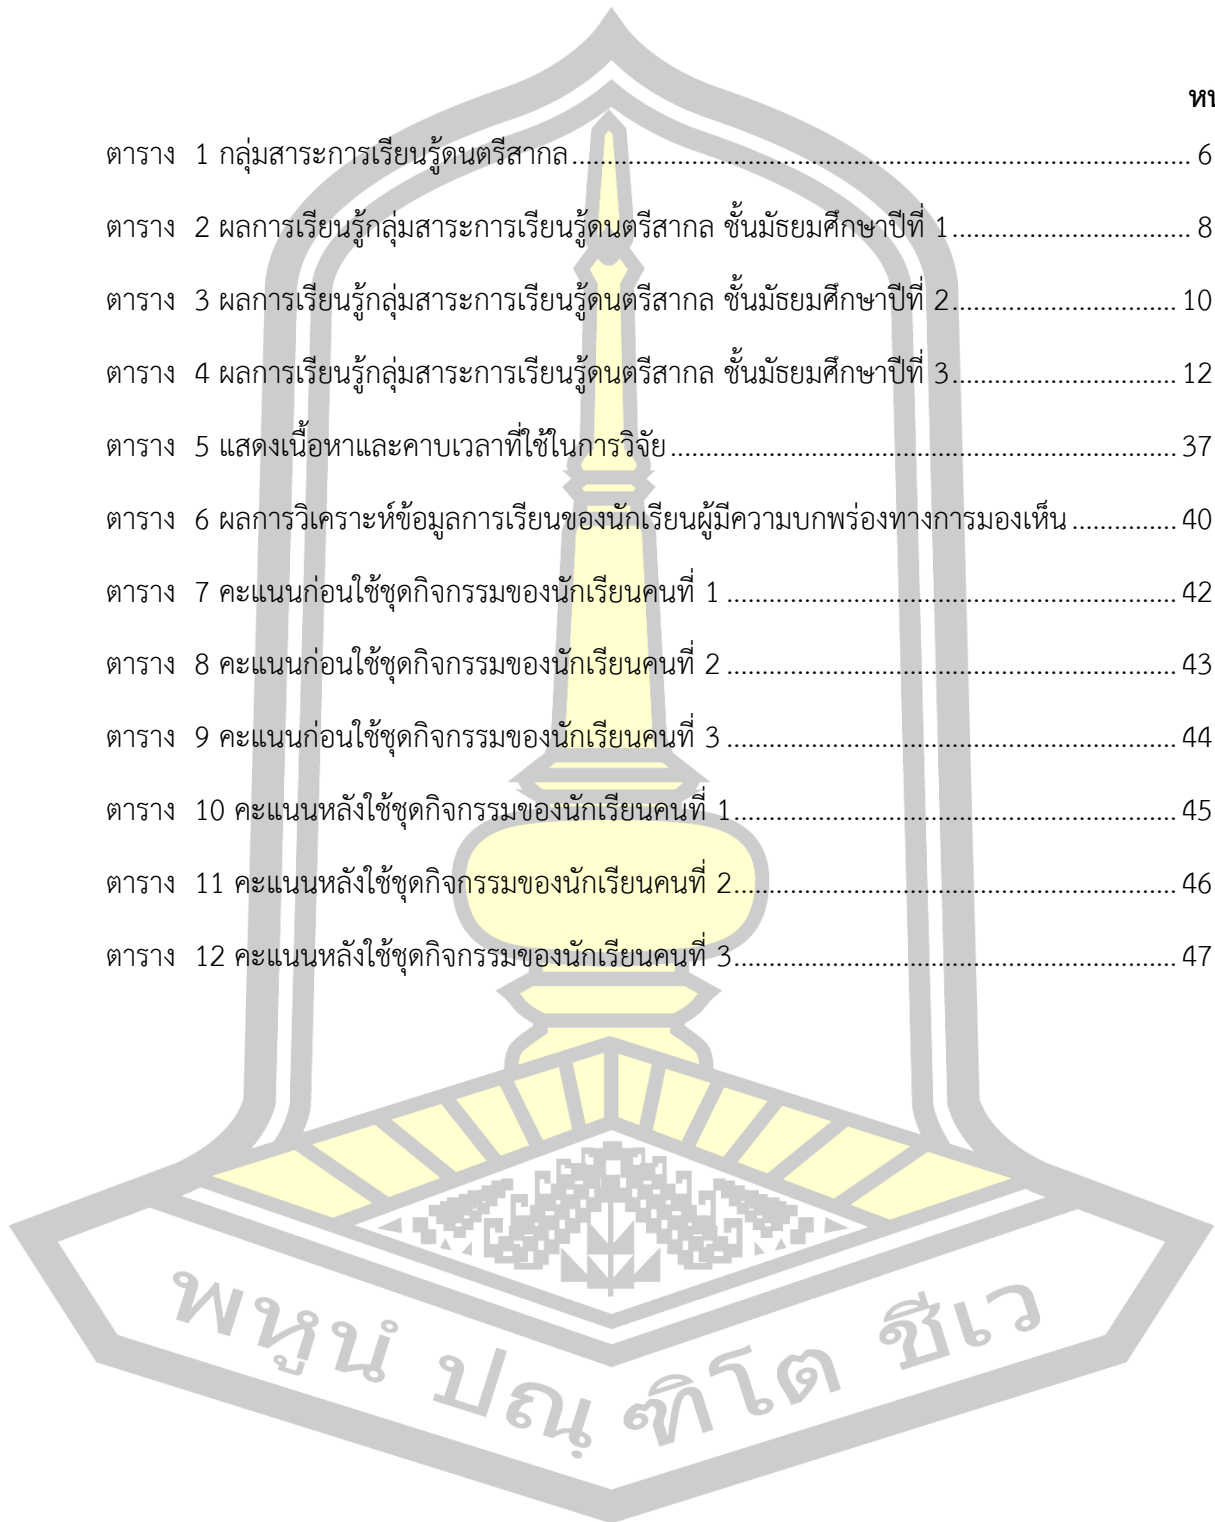 ตาราง 1 กลุ่มสาระการเรียนรู้ดนตรีสากล.......................................................................................... 6
ตาราง 2 ผลการเรียนรู้กลุ่มสาระการเรียนรู้ดนตรีสากล ชั้นมัธยมศึกษาปีที่ 1.................................. 8
ตาราง 3 ผลการเรียนรู้กลุ่มสาระการเรียนรู้ดนตรีสากล ชั้นมัธยมศึกษาปีที่ 2................................ 10
ตาราง 4 ผลการเรียนรู้กลุ่มสาระการเรียนรู้ดนตรีสากล ชั้นมัธยมศึกษาปีที่ 3................................ 12
ตาราง 5 แสดงเนื้อหาและคาบเวลาที่ใช้ในการวิจัย........................................................................ 37
ตาราง 6 ผลการวิเคราะห์ข้อมูลการเรียนของนักเรียนผู้มีความบกพร่องทางการมองเห็น............... 40
ตาราง 7 คะแนนก่อนใช้ชุดกิจกรรมของนักเรียนคนที่ 1................................................................ 42
ตาราง 8 คะแนนก่อนใช้ชุดกิจกรรมของนักเรียนคนที่ 2................................................................ 43
ตาราง 9 คะแนนก่อนใช้ชุดกิจกรรมของนักเรียนคนที่ 3................................................................ 44
ตาราง 10 คะแนนหลังใช้ชุดกิจกรรมของนักเรียนคนที่ 1............................................................... 45
ตาราง 11 คะแนนหลังใช้ชุดกิจกรรมของนักเรียนคนที่ 2............................................................... 46
ตาราง 12 คะแนนหลังใช้ชุดกิจกรรมของนักเรียนคนที่ 3............................................................... 47
พหูนํ ปณฺฑิโต ชีเว